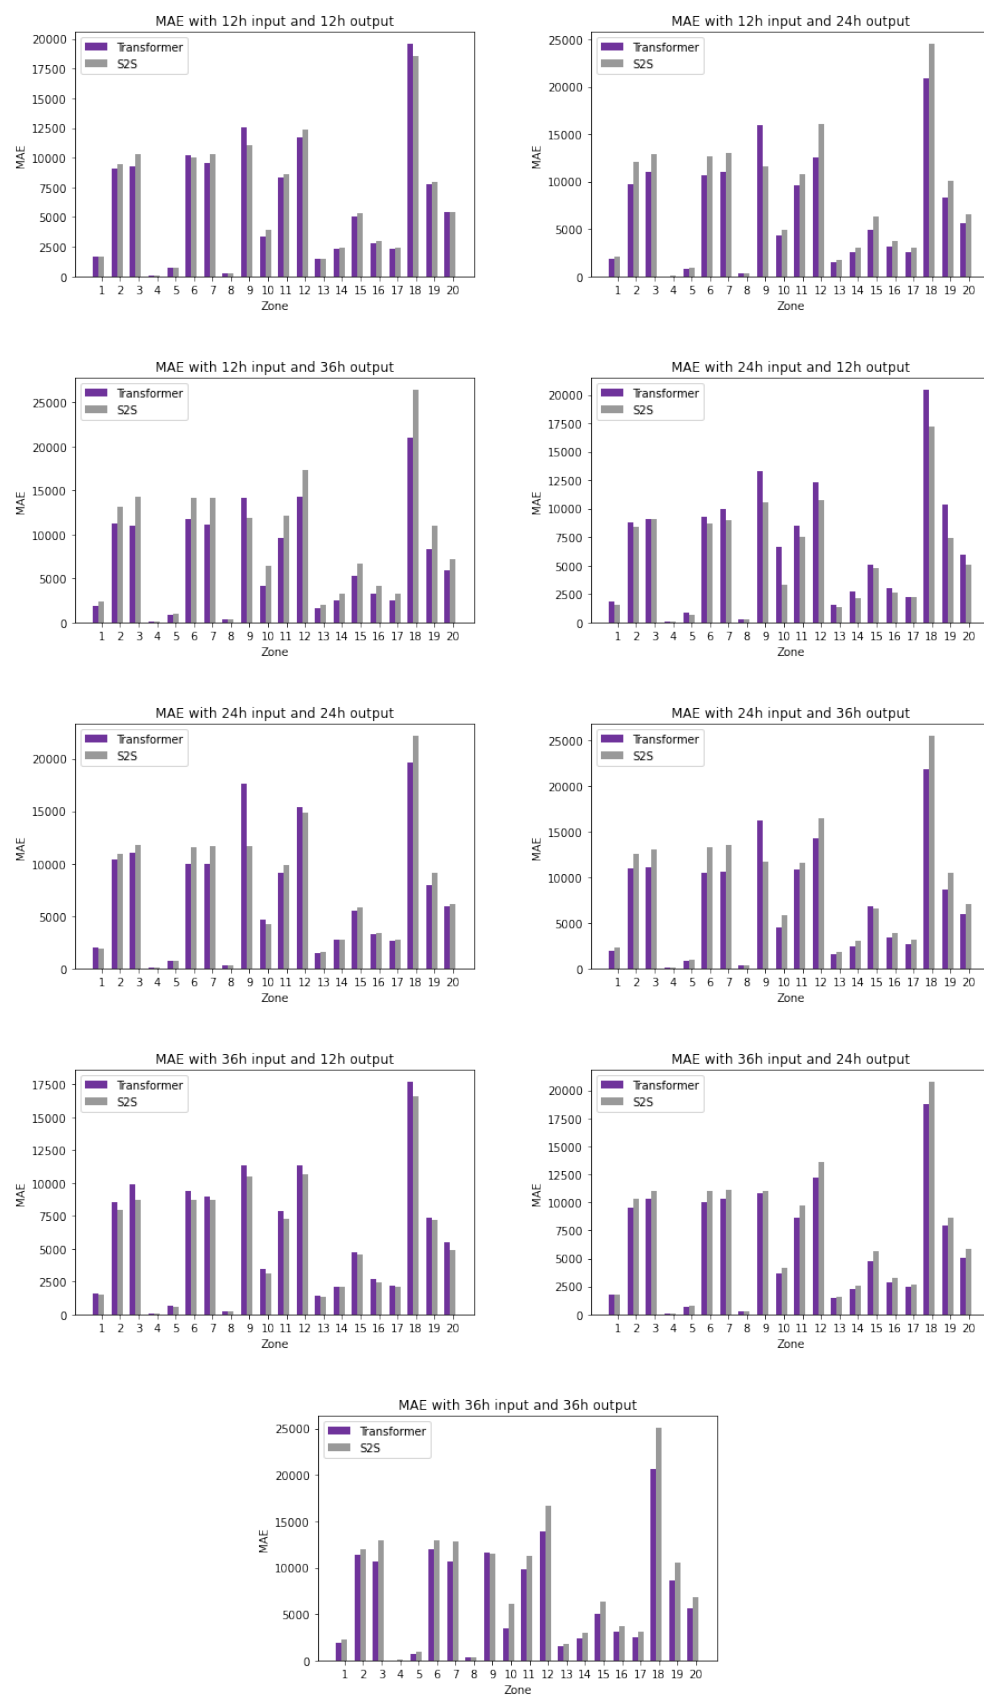 MAE with 12h input and 12h output
20000
17500
15000
12500
10000
7500
5000
2500
0
MAE
Transformer
S2S
1 2 3 4 5 6 7 8 9 10 11 12 13 14 15 16 17 18 19 20
Zone
MAE with 12h input and 24h output
25000
20000
15000
10000
5000
0
MAE
Transformer
S2S
1 2 3 4 5 6 7 8 9 10 11 12 13 14 15 16 17 18 19 20
Zone
MAE with 12h input and 36h output
25000
20000
15000
10000
5000
0
MAE
Transformer
S2S
1 2 3 4 5 6 7 8 9 10 11 12 13 14 15 16 17 18 19 20
Zone
MAE with 24h input and 12h output
20000
17500
15000
12500
10000
7500
5000
2500
0
MAE
Transformer
S2S
1 2 3 4 5 6 7 8 9 10 11 12 13 14 15 16 17 18 19 20
Zone
MAE with 24h input and 24h output
20000
15000
10000
5000
0
MAE
Transformer
S2S
1 2 3 4 5 6 7 8 9 10 11 12 13 14 15 16 17 18 19 20
Zone
MAE with 24h input and 36h output
25000
20000
15000
10000
5000
0
MAE
Transformer
S2S
1 2 3 4 5 6 7 8 9 10 11 12 13 14 15 16 17 18 19 20
Zone
MAE with 36h input and 12h output
17500
15000
12500
10000
7500
5000
2500
0
MAE
Transformer
S2S
1 2 3 4 5 6 7 8 9 10 11 12 13 14 15 16 17 18 19 20
Zone
MAE with 36h input and 24h output
20000
17500
15000
12500
10000
7500
5000
2500
0
MAE
Transformer
S2S
1 2 3 4 5 6 7 8 9 10 11 12 13 14 15 16 17 18 19 20
Zone
MAE with 36h input and 36h output
25000
20000
15000
10000
5000
0
MAE
Transformer
S2S
1 2 3 4 5 6 7 8 9 10 11 12 13 14 15 16 17 18 19 20
Zone